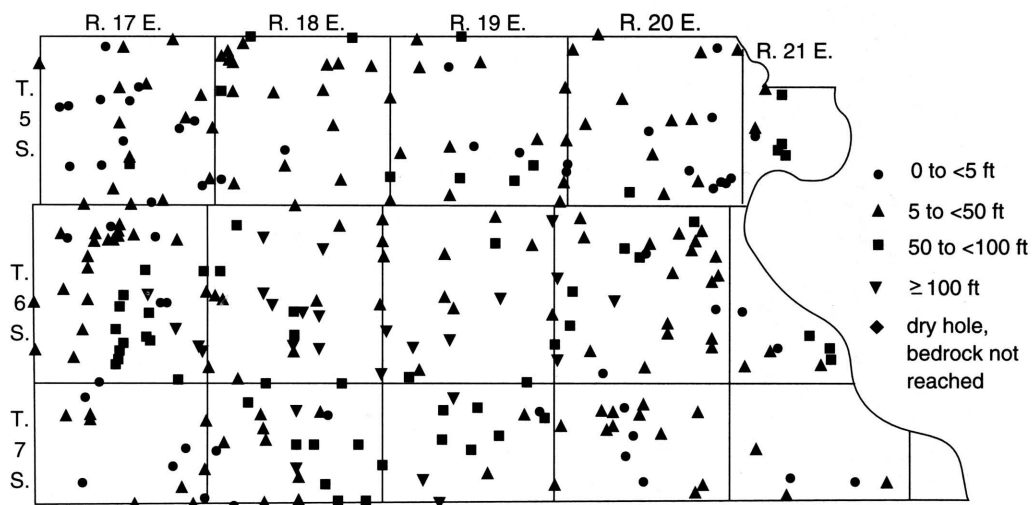 R. 17 E.
R. 18 E.
R. 19 E.
R. 20 E.
R. 21 E.
T.
5
S.
T.
6
S.
T.
7
S.
0 to <5 ft
5 to <50 ft
50 to <100 ft
≥ 100 ft
dry hole,
bedrock not
reached